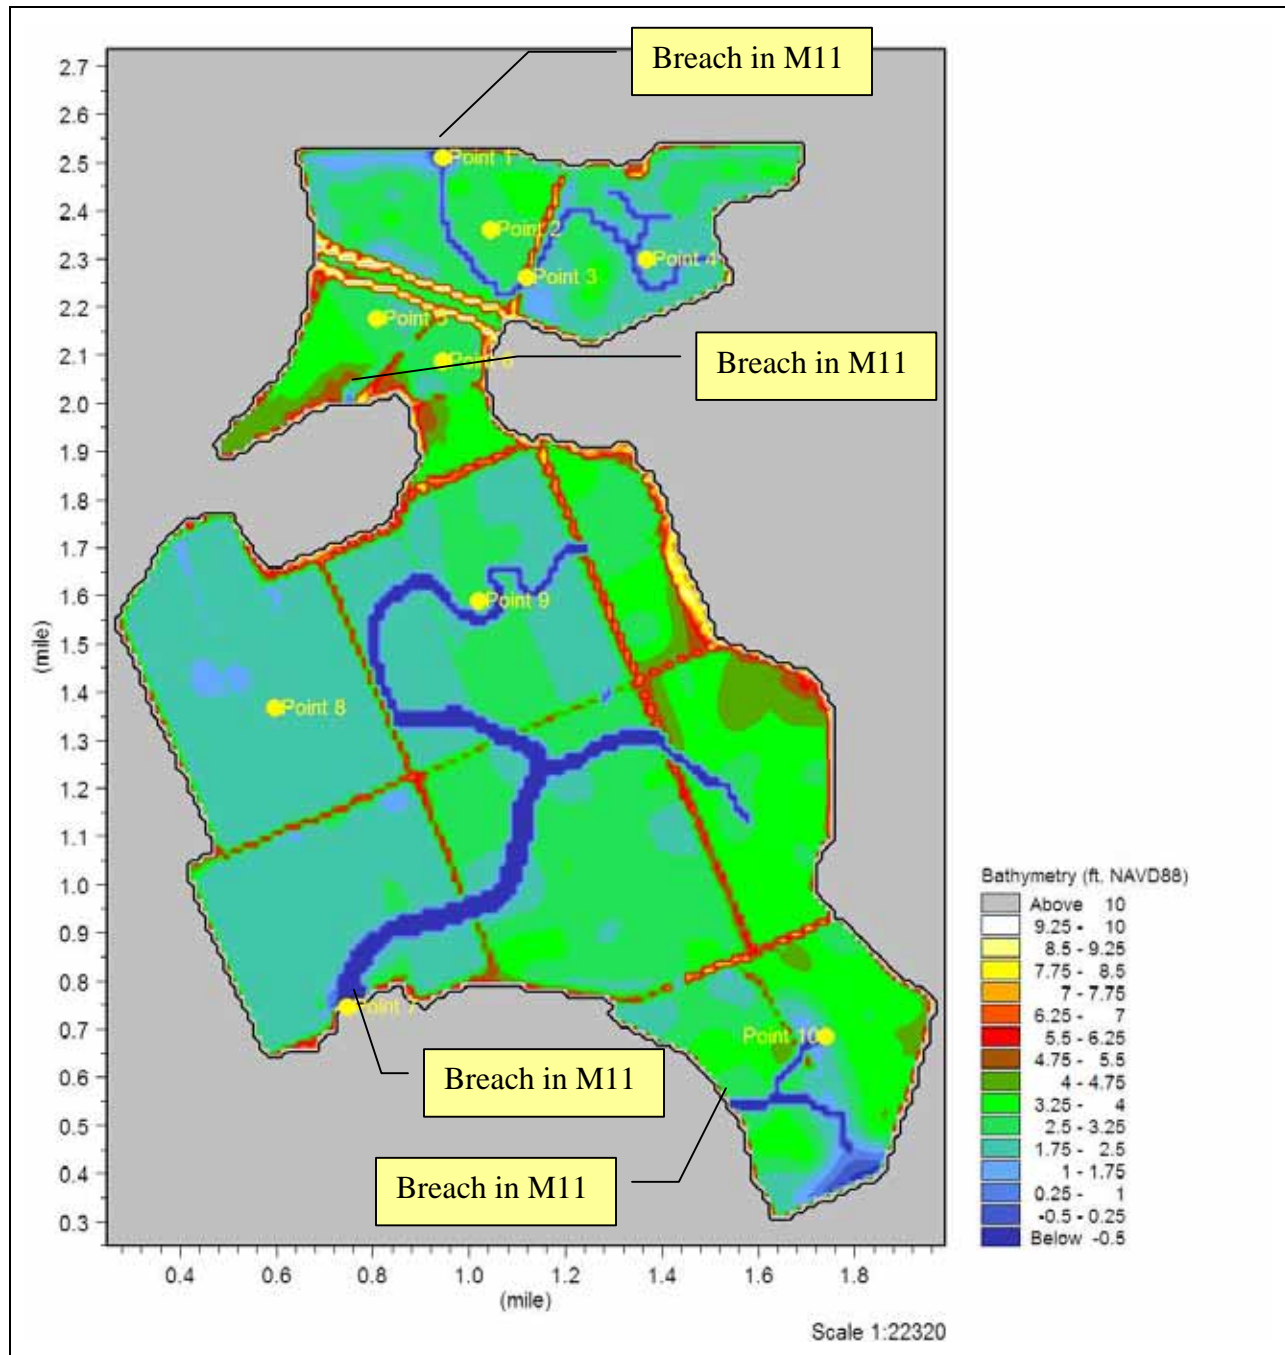 Breach in M11
2.7
2.6
2.5
2.4
2.3
2.2
2.1
2.0
1.9
1.8
1.7
1.6
1.5
1.4
1.3
1.2
1.1
1.0
0.9
0.8
0.7
0.6
0.5
0.4
0.3
(mile)
Point 1
Point 2
Point 3
Point 4
Point 5
Point 6
Breach in M11
Point 9
Point 8
Point 7
Point 10
Breach in M11
Breach in M11
0.4 0.6 0.8 1.0 1.2 1.4 1.6 1.8
(mile)
Scale 1:22320
Bathymetry (ft. NAVD88)
Above 10
9.25 - 10
8.5 - 9.25
7.75 - 8.5
7 - 7.75
6.25 - 7
5.5 - 6.25
4.75 - 5.5
4 - 4.75
3.25 - 4
2.5 - 3.25
1.75 - 2.5
1 - 1.75
0.25 - 1
-0.5 - 0.25
Below -0.5